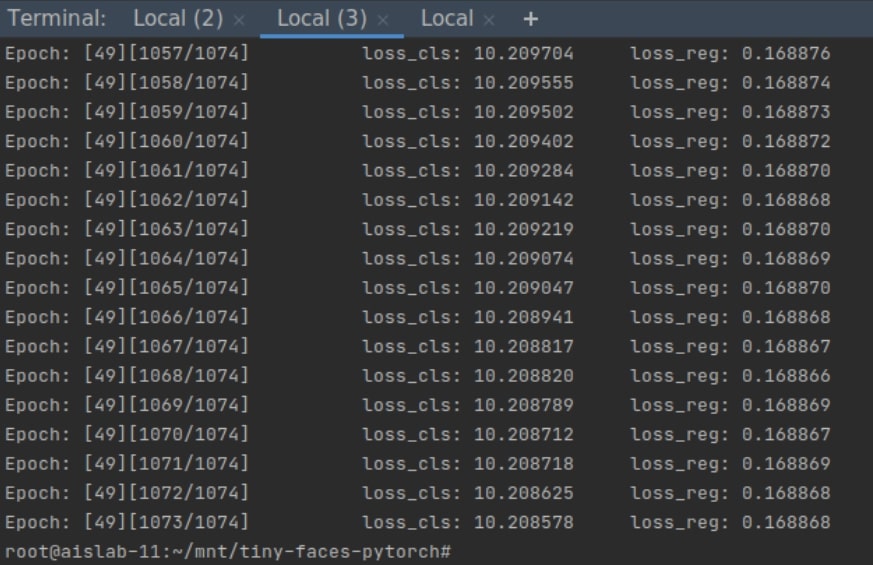 Terminal: Local (2) × Local (3) × Local × +
Epoch: [49][1057/1074] loss_cls: 10.209704 loss_reg: 0.168876
Epoch: [49][1058/1074] loss_cls: 10.209555 loss_reg: 0.168874
Epoch: [49][1059/1074] loss_cls: 10.209502 loss_reg: 0.168873
Epoch: [49][1060/1074] loss_cls: 10.209402 loss_reg: 0.168872
Epoch: [49][1061/1074] loss_cls: 10.209284 loss_reg: 0.168870
Epoch: [49][1062/1074] loss_cls: 10.209142 loss_reg: 0.168868
Epoch: [49][1063/1074] loss_cls: 10.209219 loss_reg: 0.168870
Epoch: [49][1064/1074] loss_cls: 10.209074 loss_reg: 0.168869
Epoch: [49][1065/1074] loss_cls: 10.209047 loss_reg: 0.168870
Epoch: [49][1066/1074] loss_cls: 10.208941 loss_reg: 0.168868
Epoch: [49][1067/1074] loss_cls: 10.208817 loss_reg: 0.168867
Epoch: [49][1068/1074] loss_cls: 10.208820 loss_reg: 0.168866
Epoch: [49][1069/1074] loss_cls: 10.208789 loss_reg: 0.168869
Epoch: [49][1070/1074] loss_cls: 10.208712 loss_reg: 0.168867
Epoch: [49][1071/1074] loss_cls: 10.208718 loss_reg: 0.168869
Epoch: [49][1072/1074] loss_cls: 10.208625 loss_reg: 0.168868
Epoch: [49][1073/1074] loss_cls: 10.208578 loss_reg: 0.168868
root@aislab-11:~/mnt/tiny-faces-pytorch#